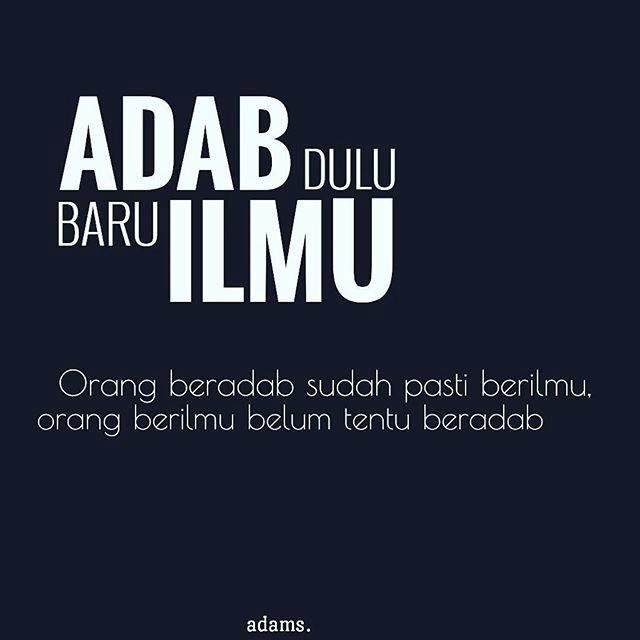 ADAB DULU
BARU ILMU
Orang beradab sudah pasti berilmu,
orang berilmu belum tentu beradab
adams.